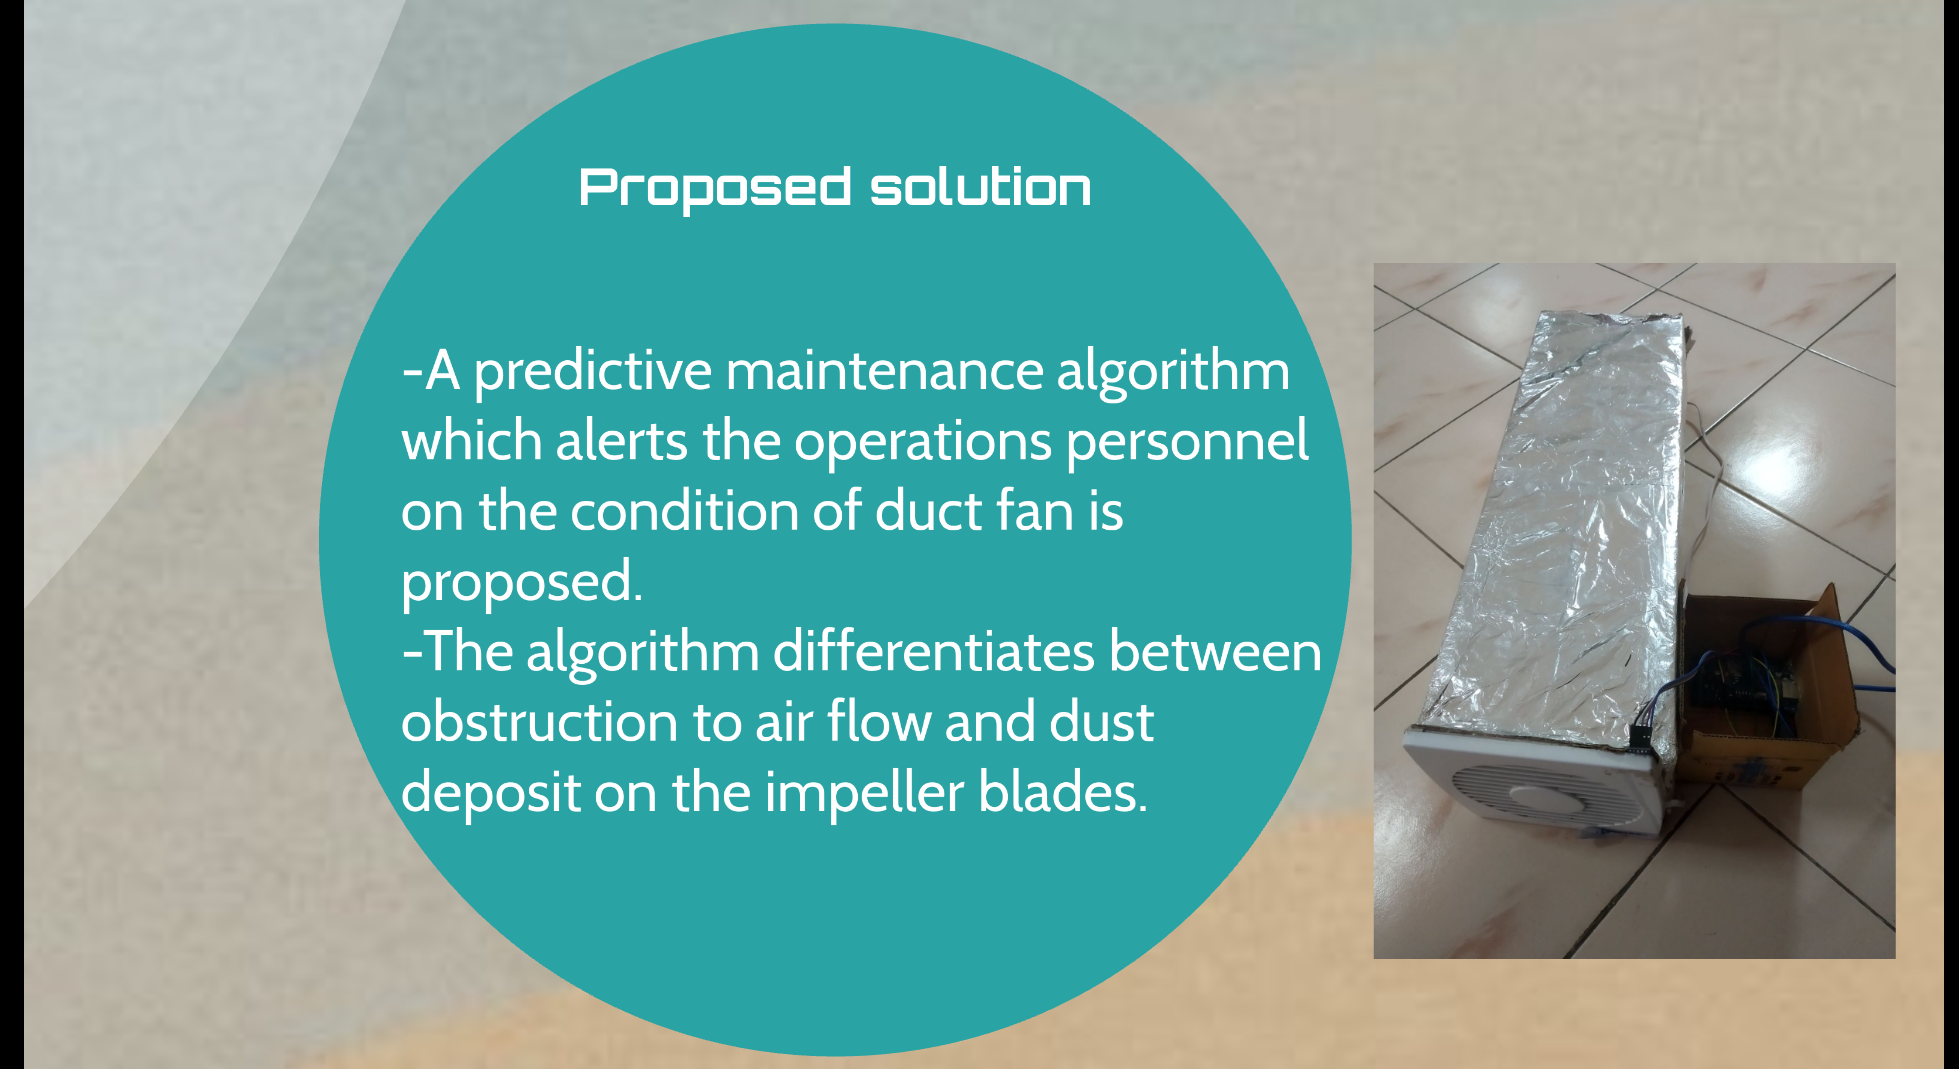 Proposed solution
-A predictive maintenance algorithm
which alerts the operations personnel
on the condition of duct fan is
proposed.
-The algorithm differentiates between
obstruction to air flow and dust
deposit on the impeller blades.